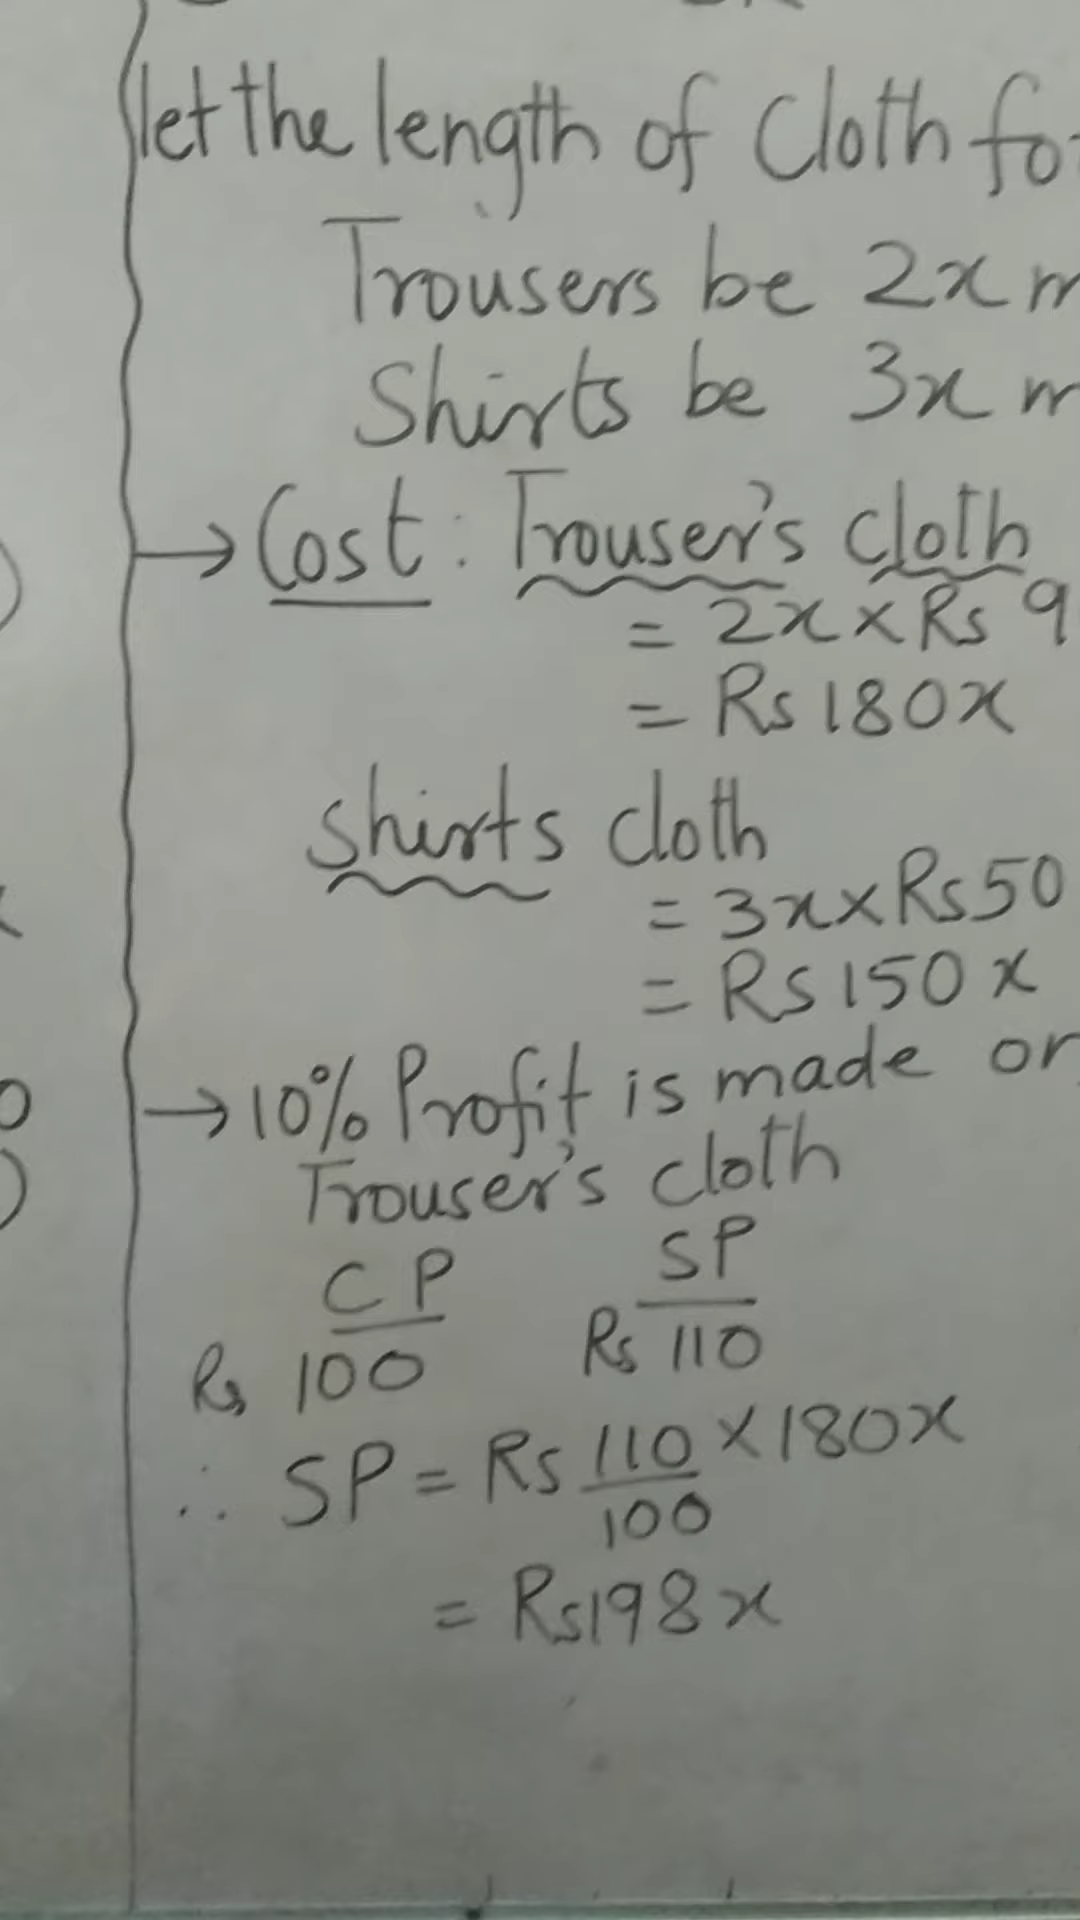 let the length of Cloth fo
Trousers be 2x m
Shirts be 3x m
→ Cost : Trouser's cloth
= 2x × Rs 9
= Rs 180x
Shirts cloth
= 3x × Rs 50
= Rs 150x
→ 10% Profit is made on
Trouser's cloth
CP SP
Rs 100 Rs 110
∴ SP = Rs 110/100 × 180x
= Rs 198x